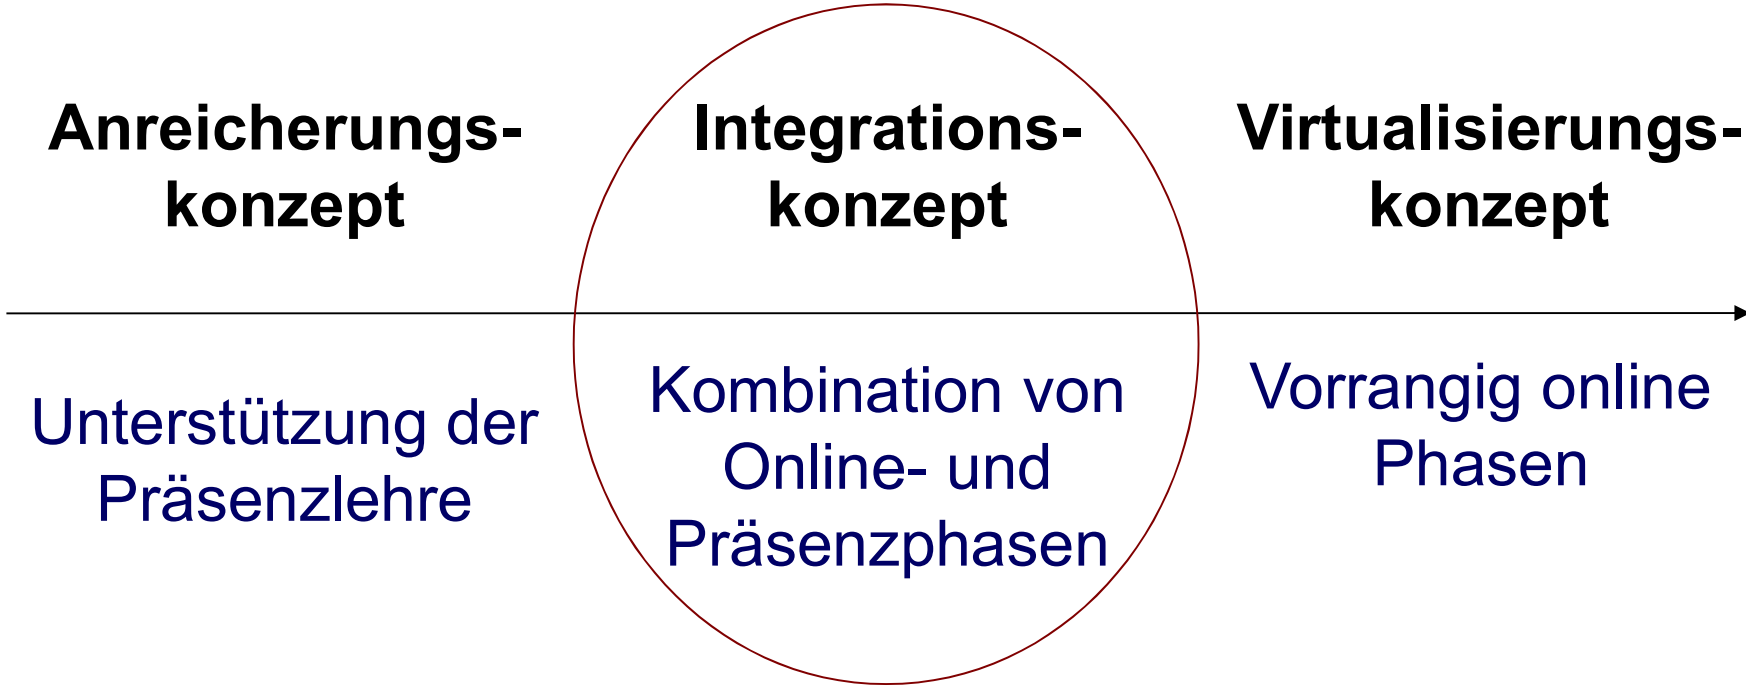 Anreicherungs-
konzept
Integrations-
konzept
Virtualisierungs-
konzept
Unterstützung der
Präsenzlehre
Kombination von
Online- und
Präsenzphasen
Vorrangig online
Phasen